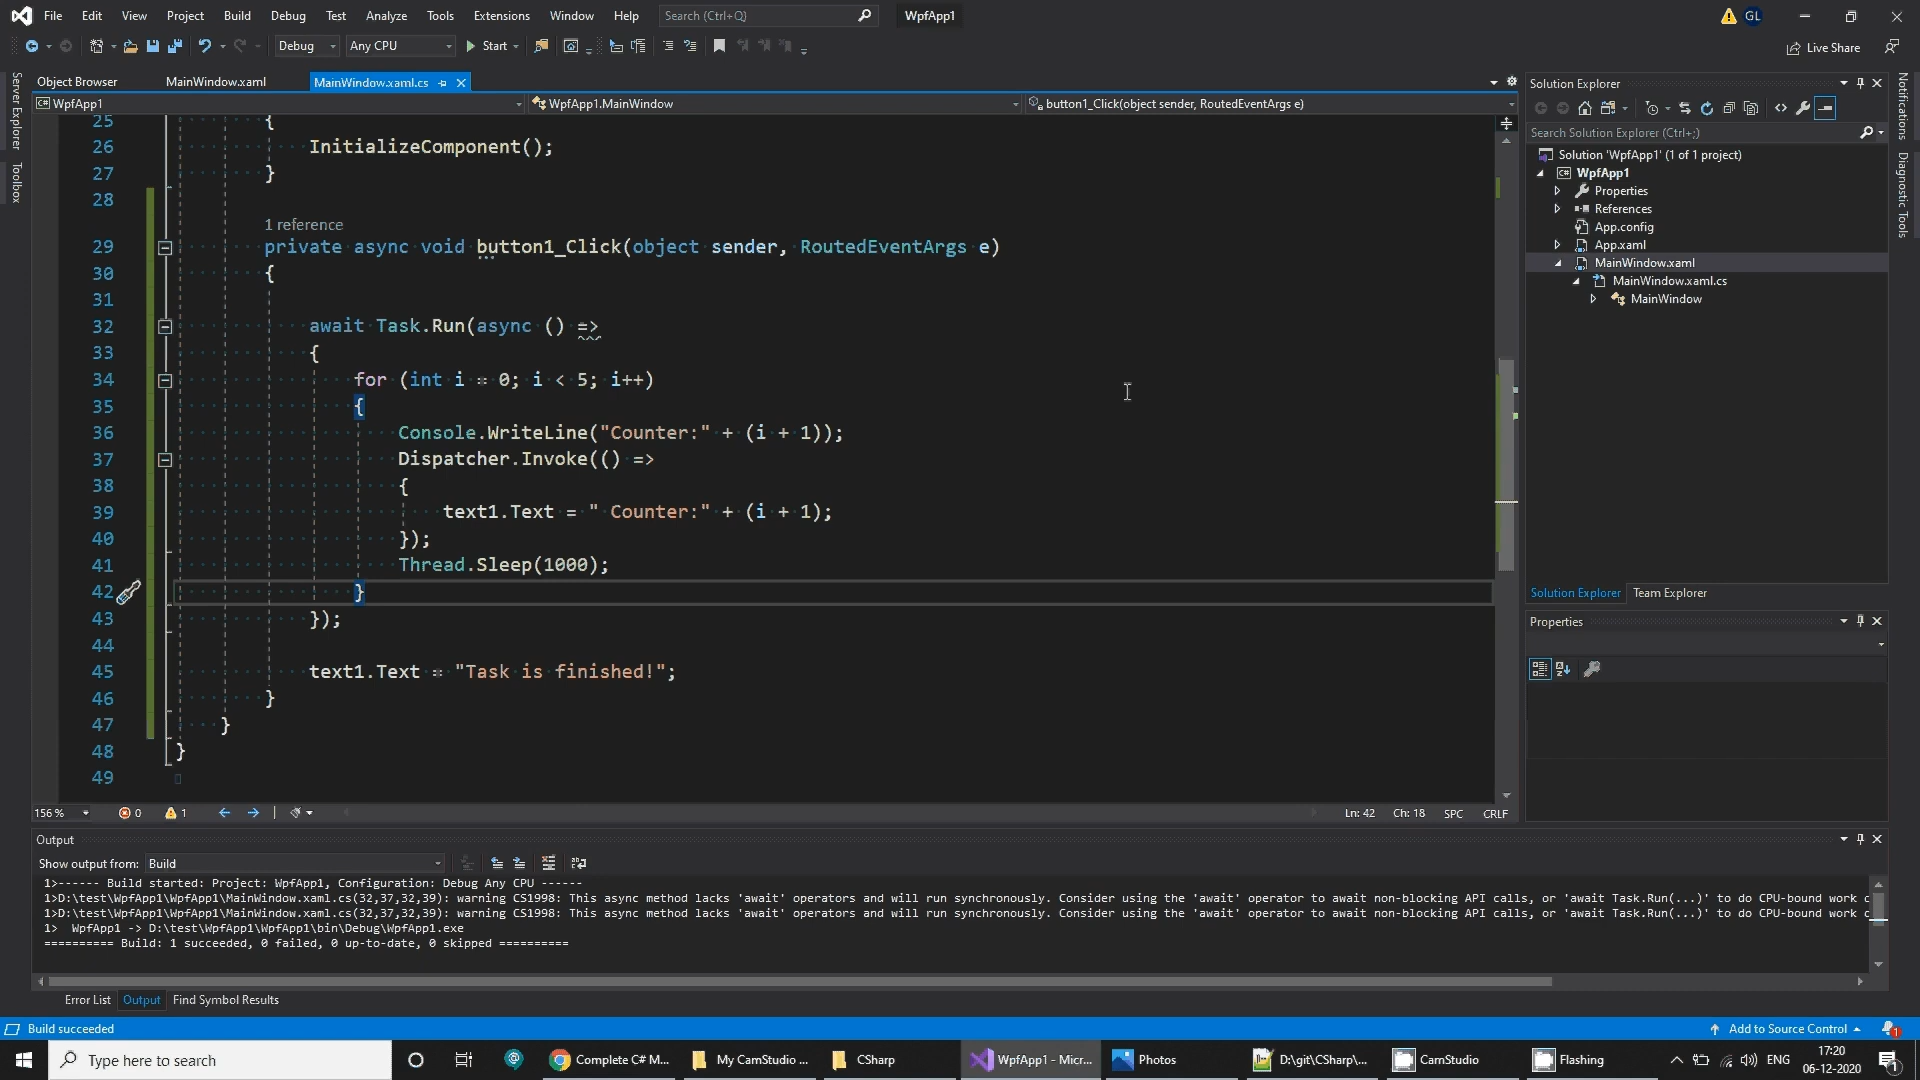 File Edit View Project Build Debug Test Analyze Tools Extensions Window Help Search (Ctrl+Q) WpfApp1 GL
Debug Any CPU Start Live Share
Object Browser MainWindow.xaml MainWindow.xaml.cs
C# WpfApp1 WpfApp1.MainWindow button1_Click(object sender, RoutedEventArgs e)
Server Explorer
Toolbox
25 {
26 InitializeComponent();
27 }
28
1 reference
29 private async void button1_Click(object sender, RoutedEventArgs e)
30 {
31
32 await Task.Run(async () =>
33 {
34 for (int i = 0; i < 5; i++)
35 {
36 Console.WriteLine("Counter:" + (i + 1));
37 Dispatcher.Invoke(() =>
38 {
39 text1.Text = " Counter:" + (i + 1);
40 });
41 Thread.Sleep(1000);
42 }
43 });
44
45 text1.Text = "Task is finished!";
46 }
47 }
48 }
49
156 % 0 1 Ln: 42 Ch: 18 SPC CRLF
Solution Explorer
Search Solution Explorer (Ctrl+;)
Solution 'WpfApp1' (1 of 1 project)
C# WpfApp1
Properties
References
App.config
App.xaml
MainWindow.xaml
MainWindow.xaml.cs
MainWindow
Solution Explorer Team Explorer
Properties
Notifications
Diagnostic Tools
Output
Show output from: Build
1>------ Build started: Project: WpfApp1, Configuration: Debug Any CPU ------
1>D:\test\WpfApp1\WpfApp1\MainWindow.xaml.cs(32,37,32,39): warning CS1998: This async method lacks 'await' operators and will run synchronously. Consider using the 'await' operator to await non-blocking API calls, or 'await Task.Run(...)' to do CPU-bound work c
1>D:\test\WpfApp1\WpfApp1\MainWindow.xaml.cs(32,37,32,39): warning CS1998: This async method lacks 'await' operators and will run synchronously. Consider using the 'await' operator to await non-blocking API calls, or 'await Task.Run(...)' to do CPU-bound work c
1> WpfApp1 -> D:\test\WpfApp1\WpfApp1\bin\Debug\WpfApp1.exe
========== Build: 1 succeeded, 0 failed, 0 up-to-date, 0 skipped ==========
Error List Output Find Symbol Results
Build succeeded Add to Source Control 1
Type here to search Complete C# M... My CamStudio ... CSharp WpfApp1 - Micr... Photos D:\git\CSharp\... CamStudio Flashing ENG 17:20 1
06-12-2020